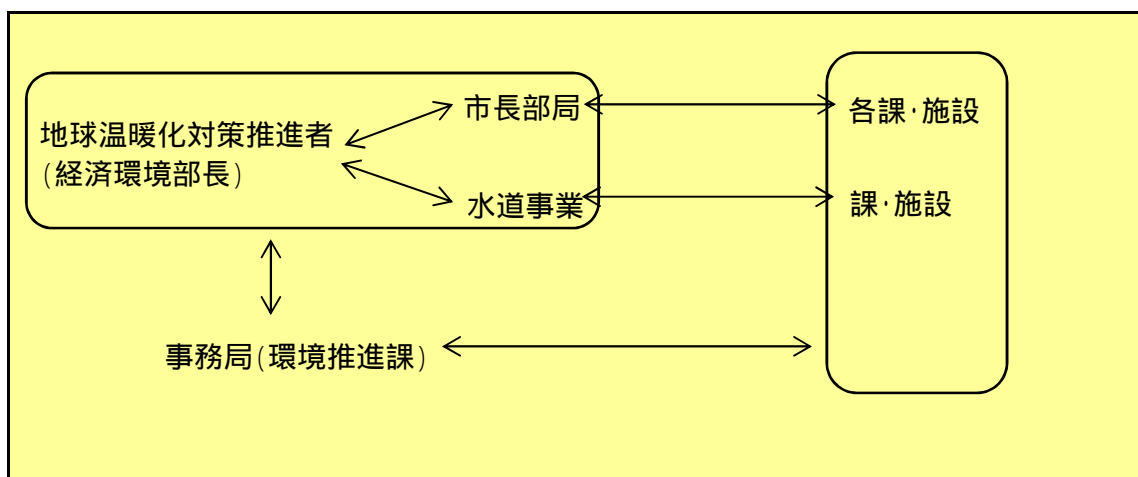 市長部局
各課・施設
地球温暖化対策推進者
(経済環境部長)
水道事業
課・施設
事務局(環境推進課)